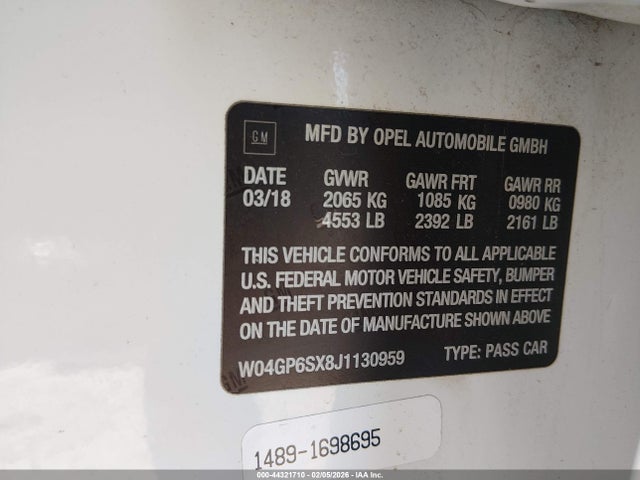 GM
MFD BY OPEL AUTOMOBILE GMBH
DATE GVWR GAWR FRT GAWR RR
03/18 2065 KG 1085 KG 0980 KG
4553 LB 2392 LB 2161 LB
THIS VEHICLE CONFORMS TO ALL APPLICABLE
U.S. FEDERAL MOTOR VEHICLE SAFETY, BUMPER
AND THEFT PREVENTION STANDARDS IN EFFECT
ON THE DATE OF MANUFACTURE SHOWN ABOVE
W04GP6SX8J1130959 TYPE: PASS CAR
1489-1698695
000-44321710 - 02/05/2026 - IAAI.COM